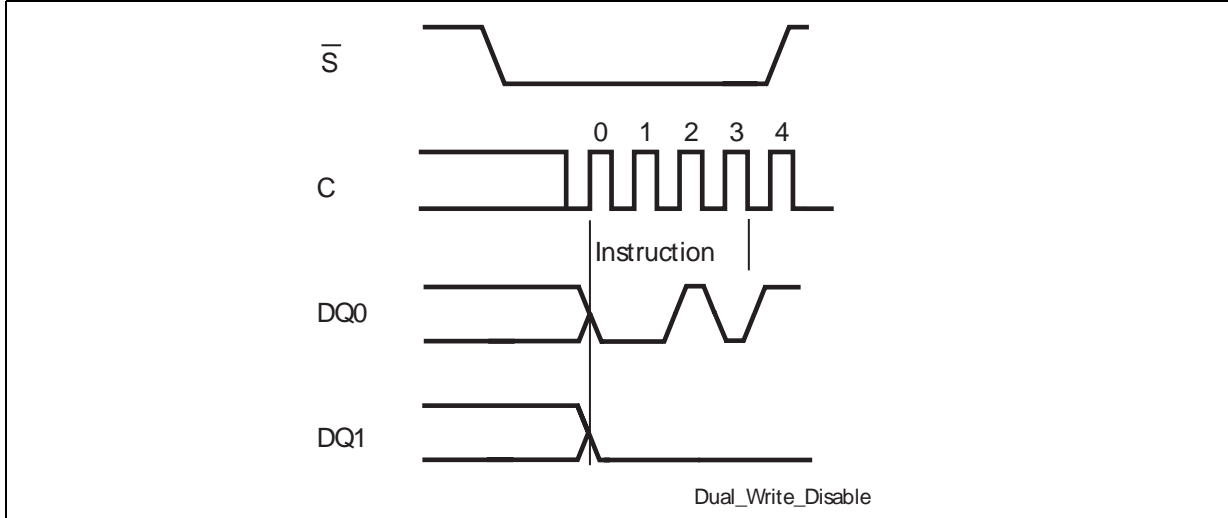 S̅
0 1 2 3 4
C
Instruction
DQ0
DQ1
Dual_Write_Disable